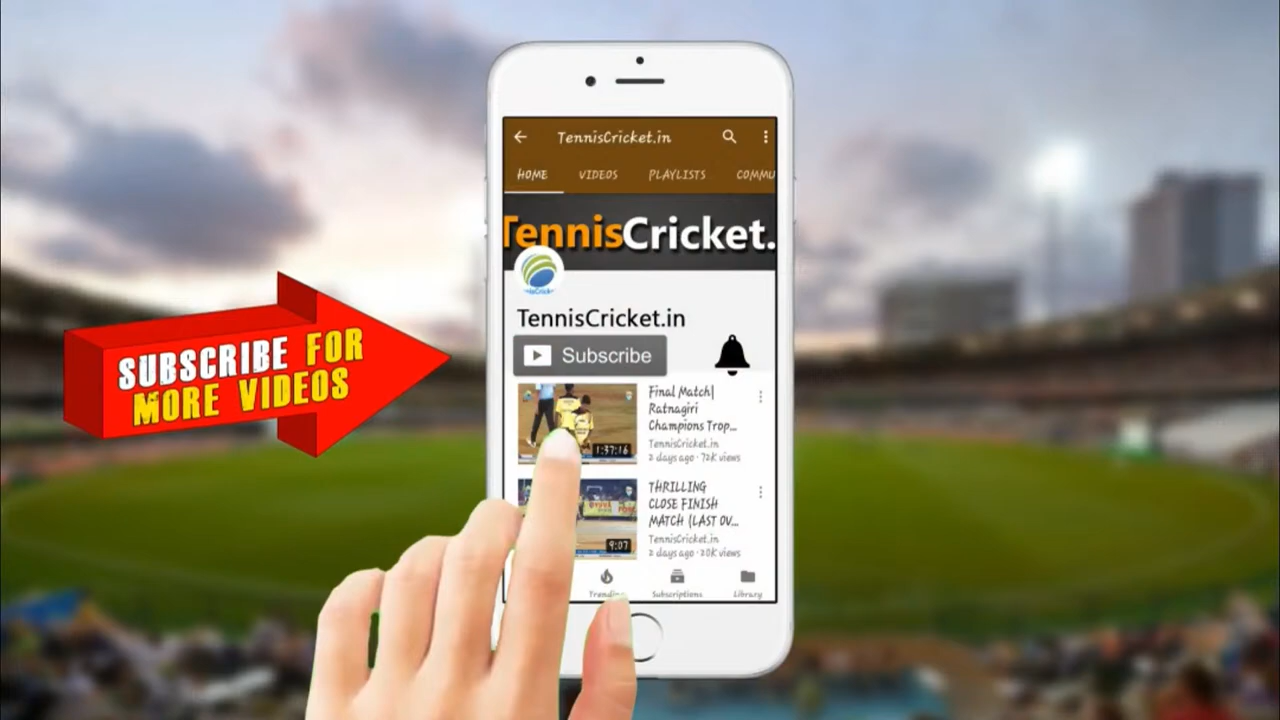 TennisCricket.in
HOME VIDEOS PLAYLISTS COMMU
TennisCricket.
TennisCricket.in
Subscribe
SUBSCRIBE FOR
MORE VIDEOS
Final Match|
Ratnagiri
Champions Trop...
TennisCricket.in
2 days ago · 72K views
1:37:16
THRILLING
CLOSE FINISH
MATCH (LAST OV...
TennisCricket.in
2 days ago · 20K views
9:07
Trending Subscriptions Library